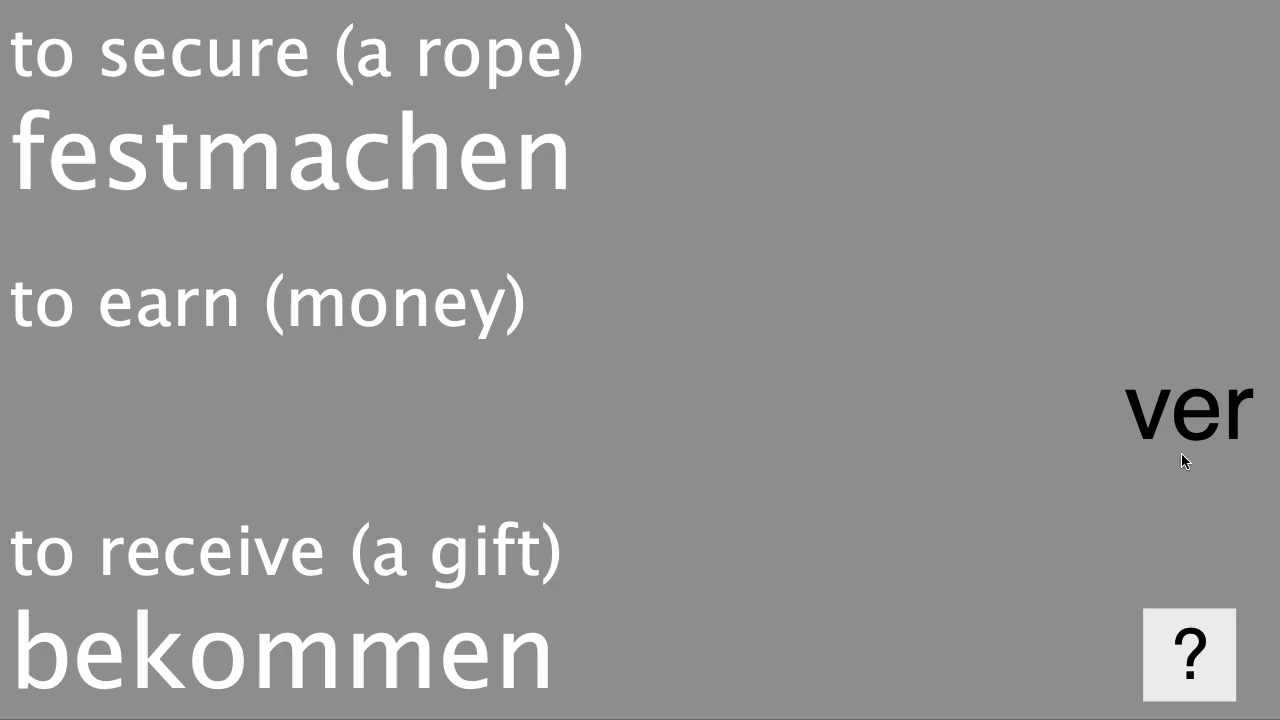 to secure (a rope)
festmachen
to earn (money)
ver
to receive (a gift)
bekommen
?